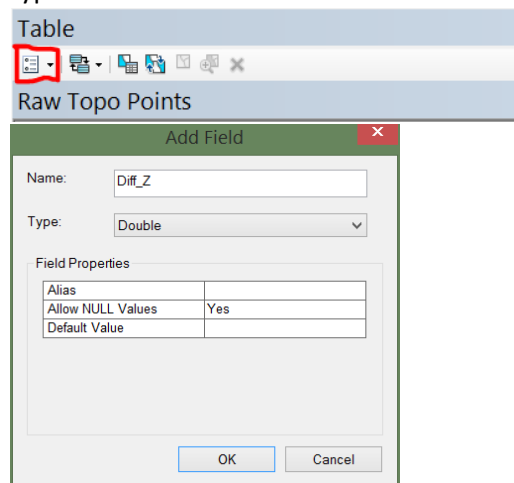 Table
Raw Topo Points
Add Field
Name: Diff_Z
Type: Double
Field Properties
Alias
Allow NULL Values Yes
Default Value
OK Cancel